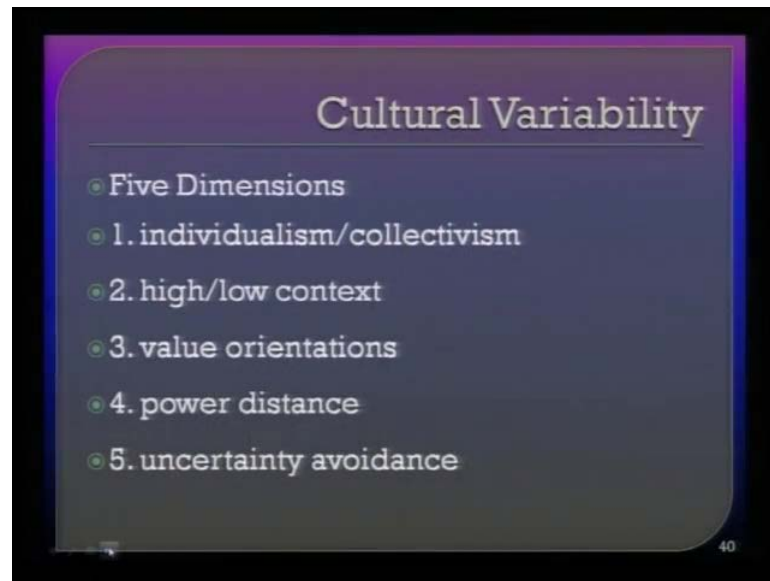 Cultural Variability
Five Dimensions
1. individualism/collectivism
2. high/low context
3. value orientations
4. power distance
5. uncertainty avoidance
40